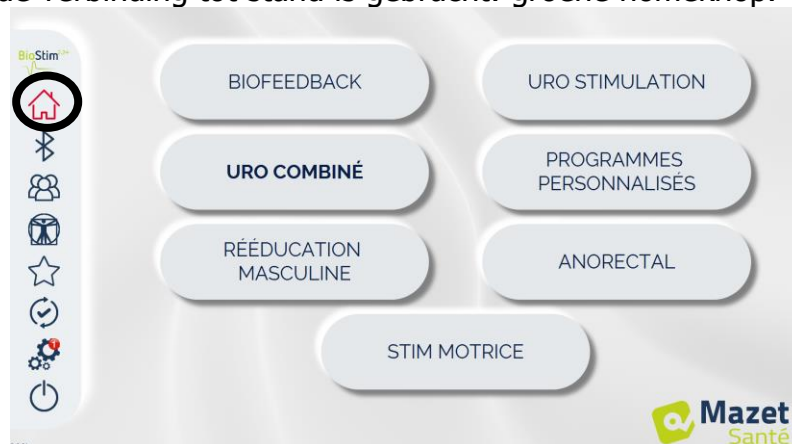 de verbinding tot stand is gebracht: groene homeknop.
BioStim
BIOFEEDBACK
URO STIMULATION
URO COMBINÉ
PROGRAMMES
PERSONNALISÉS
RÉÉDUCATION
MASCULINE
ANORECTAL
STIM MOTRICE
Mazet
Santé